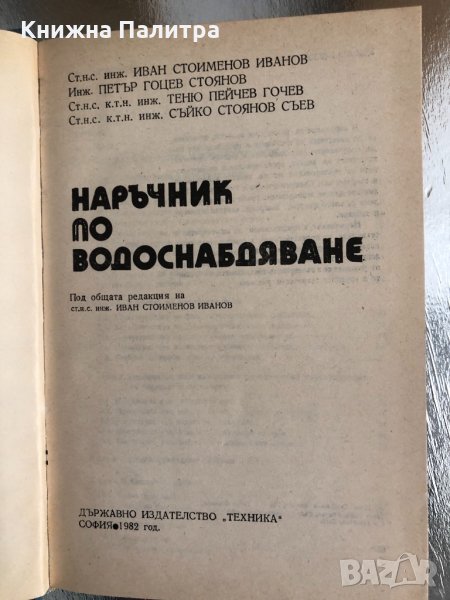 Книжна Палитра
Ст.н.с. инж. ИВАН СТОИМЕНОВ ИВАНОВ
Инж. ПЕТЪР ГОЦЕВ СТОЯНОВ
Ст.н.с. к.т.н. инж. ТЕНЮ ПЕЙЧЕВ ГОЧЕВ
Ст.н.с. к.т.н. инж. СЪЙКО СТОЯНОВ СЪЕВ
НАРЪЧНИК
ПО
ВОДОСНАБДЯВАНЕ
Под общата редакция на
ст.н.с. инж. ИВАН СТОИМЕНОВ ИВАНОВ
ДЪРЖАВНО ИЗДАТЕЛСТВО „ТЕХНИКА“
СОФИЯ●1982 год.
BAZAR